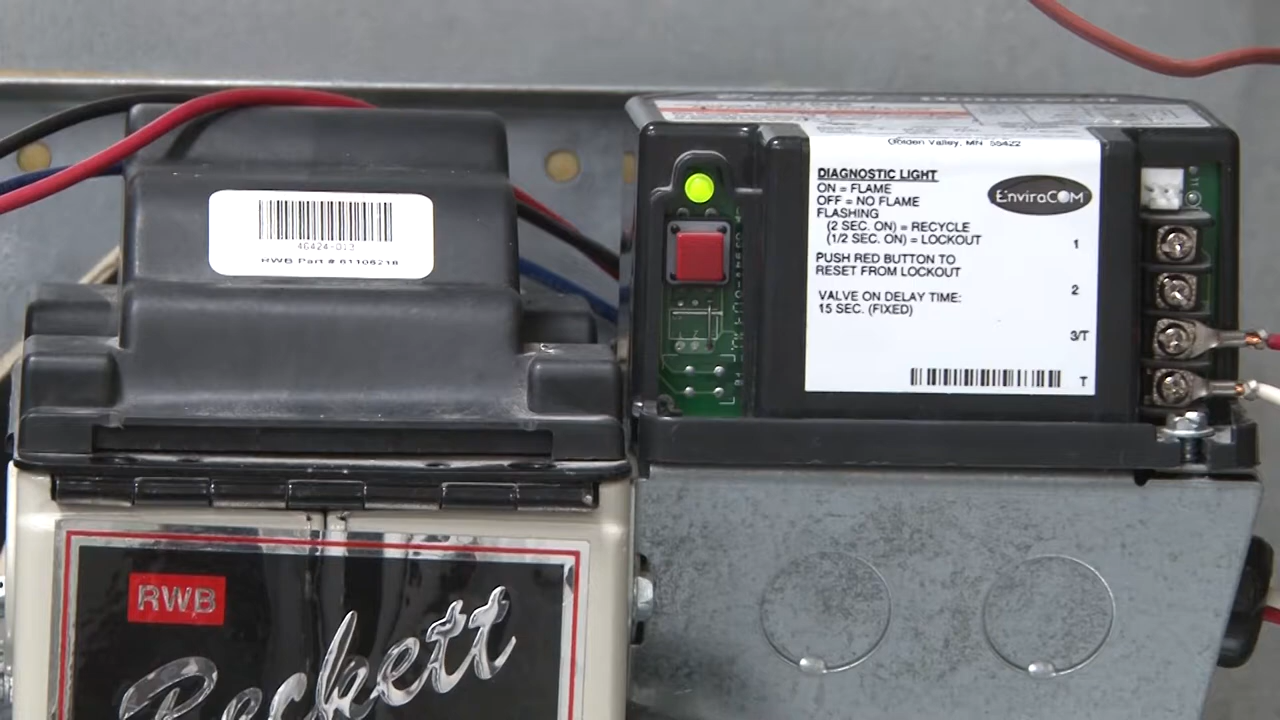 46424-013
RWB Part # 61106218
Golden Valley, MN 55422
DIAGNOSTIC LIGHT
ON = FLAME
OFF = NO FLAME
FLASHING
(2 SEC. ON) = RECYCLE
(1/2 SEC. ON) = LOCKOUT
PUSH RED BUTTON TO
RESET FROM LOCKOUT
VALVE ON DELAY TIME:
15 SEC. (FIXED)
EnviraCOM
1
2
3/T
T
RWB
Beckett